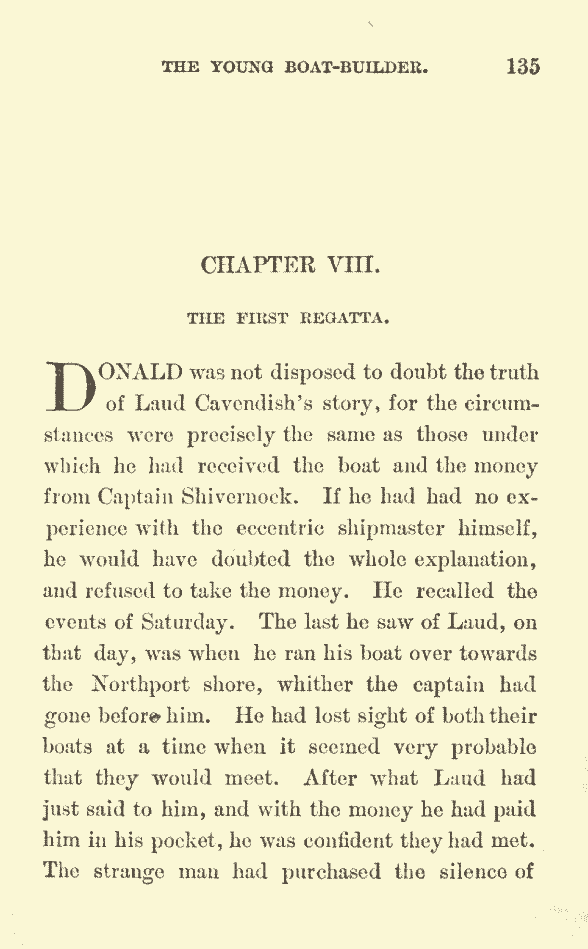 THE YOUNG BOAT-BUILDER. 135
CHAPTER VIII.
THE FIRST REGATTA.
DONALD was not disposed to doubt the truth
of Laud Cavendish's story, for the circum-
stances were precisely the same as those under
which he had received the boat and the money
from Captain Shivernock. If he had had no ex-
perience with the eccentric shipmaster himself,
he would have doubted the whole explanation,
and refused to take the money. He recalled the
events of Saturday. The last he saw of Laud, on
that day, was when he ran his boat over towards
the Northport shore, whither the captain had
gone before him. He had lost sight of both their
boats at a time when it seemed very probable
that they would meet. After what Laud had
just said to him, and with the money he had paid
him in his pocket, he was confident they had met.
The strange man had purchased the silence of